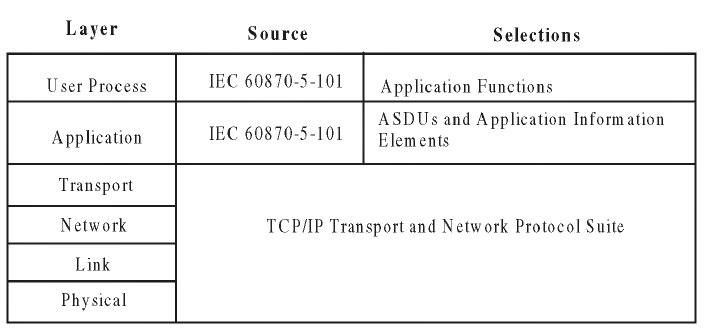 Layer Source Selections
User Process IEC 60870-5-101 Application Functions
Application IEC 60870-5-101 ASDUs and Application Information
Elements
Transport
Network TCP/IP Transport and Network Protocol Suite
Link
Physical